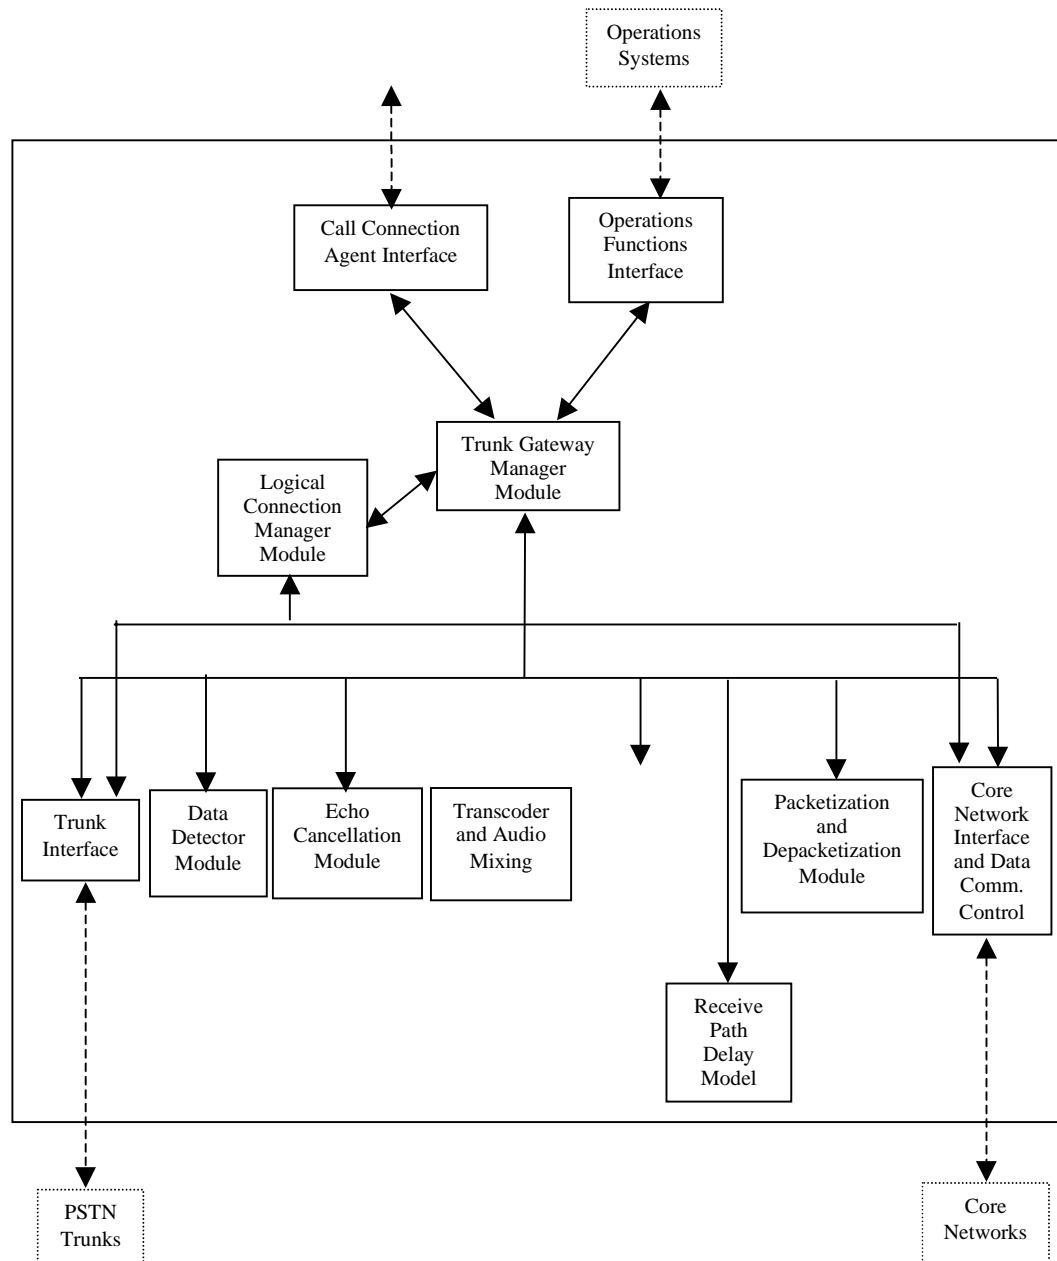 Operations
Systems
Call Connection
Agent Interface
Operations
Functions
Interface
Trunk Gateway
Manager
Module
Logical
Connection
Manager
Module
Trunk
Interface
Data
Detector
Module
Echo
Cancellation
Module
Transcoder
and Audio
Mixing
Packetization
and
Depacketization
Module
Core
Network
Interface
and Data
Comm.
Control
Receive
Path
Delay
Model
PSTN
Trunks
Core
Networks